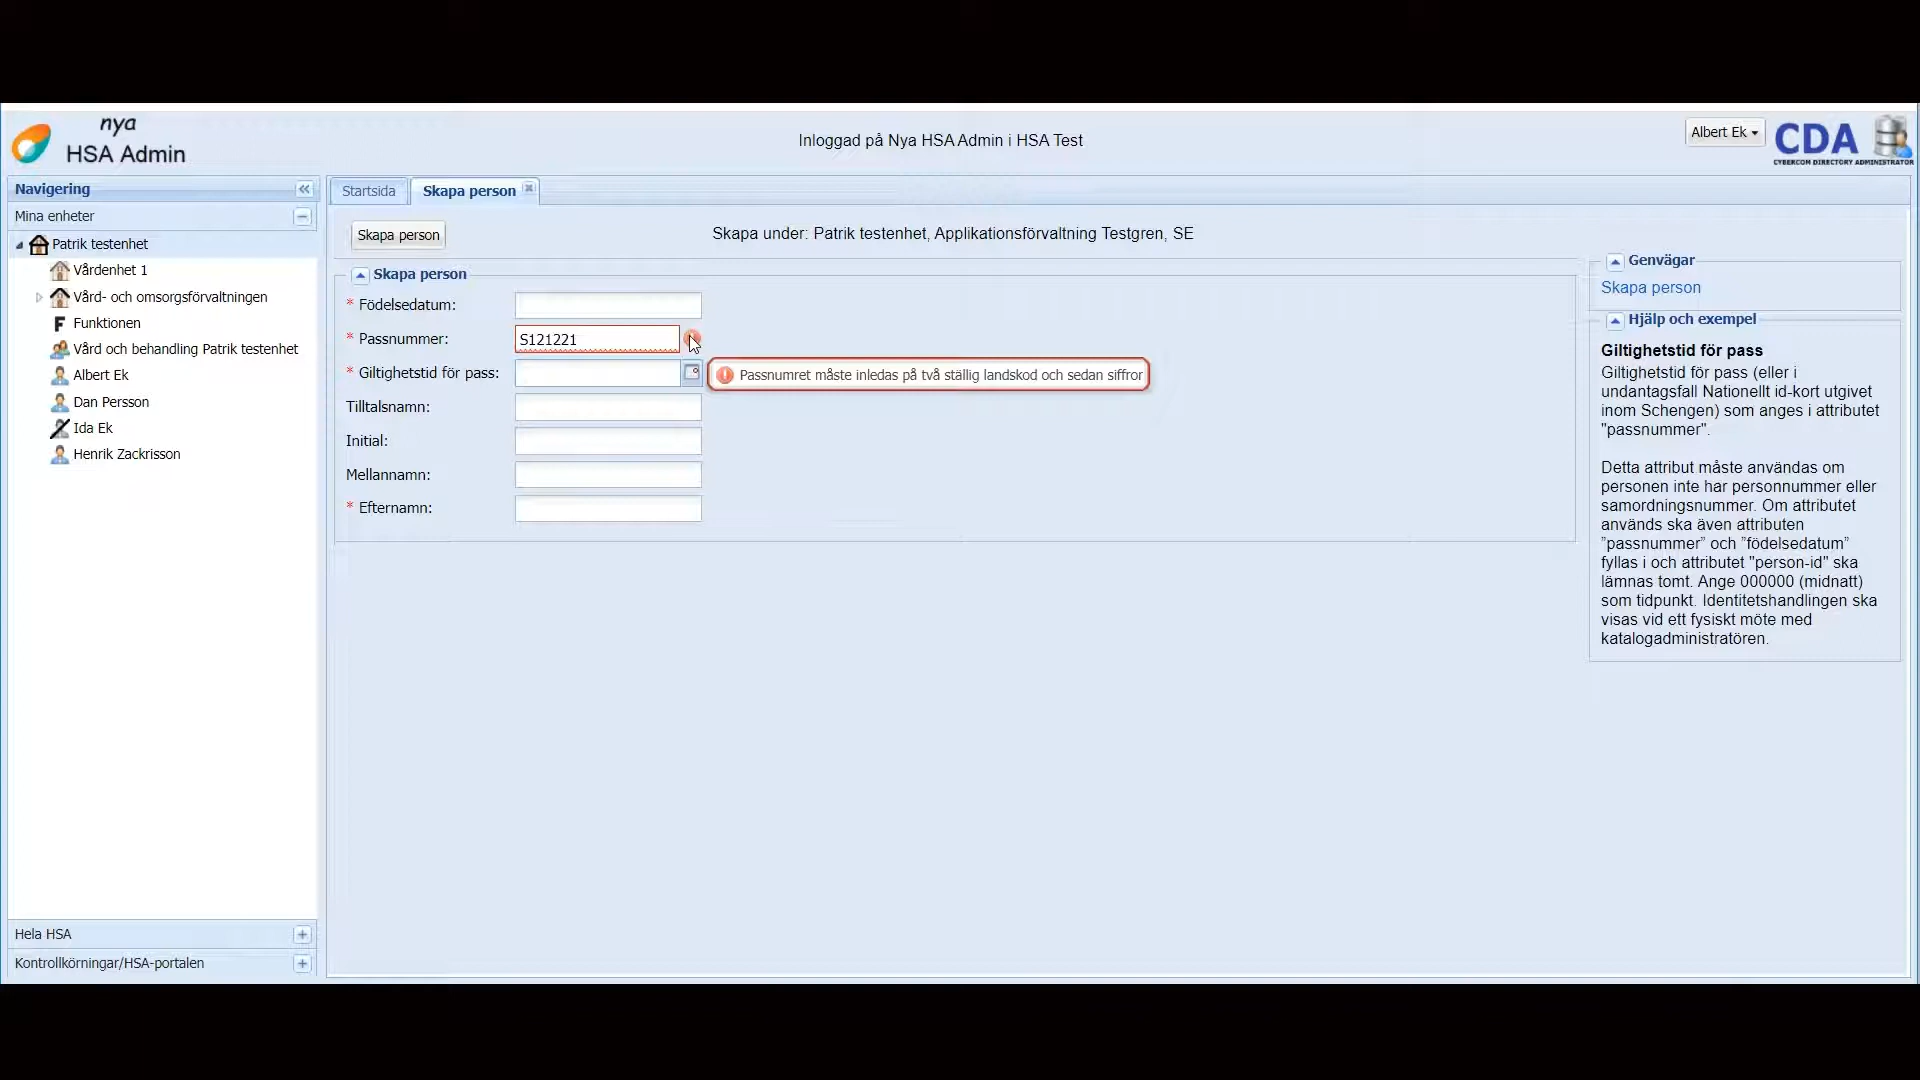 nya
HSA Admin
Inloggad på Nya HSA Admin i HSA Test
Albert Ek
CDA
CYBERCOM DIRECTORY ADMINISTRATOR
Navigering
Mina enheter
Patrik testenhet
Vårdenhet 1
Vård- och omsorgsförvaltningen
Funktionen
Vård och behandling Patrik testenhet
Albert Ek
Dan Persson
Ida Ek
Henrik Zackrisson
Hela HSA
Kontrollkörningar/HSA-portalen
Startsida
Skapa person
Skapa person
Skapa under: Patrik testenhet, Applikationsförvaltning Testgren, SE
Skapa person
* Födelsedatum:
* Passnummer: S121221
* Giltighetstid för pass:
Passnumret måste inledas på två ställig landskod och sedan siffror
Tilltalsnamn:
Initial:
Mellannamn:
* Efternamn:
Genvägar
Skapa person
Hjälp och exempel
Giltighetstid för pass
Giltighetstid för pass (eller i
undantagsfall Nationellt id-kort utgivet
inom Schengen) som anges i attributet
"passnummer".
Detta attribut måste användas om
personen inte har personnummer eller
samordningsnummer. Om attributet
används ska även attributen
”passnummer” och ”födelsedatum”
fyllas i och attributet "person-id" ska
lämnas tomt. Ange 000000 (midnatt)
som tidpunkt. Identitetshandlingen ska
visas vid ett fysiskt möte med
katalogadministratören.